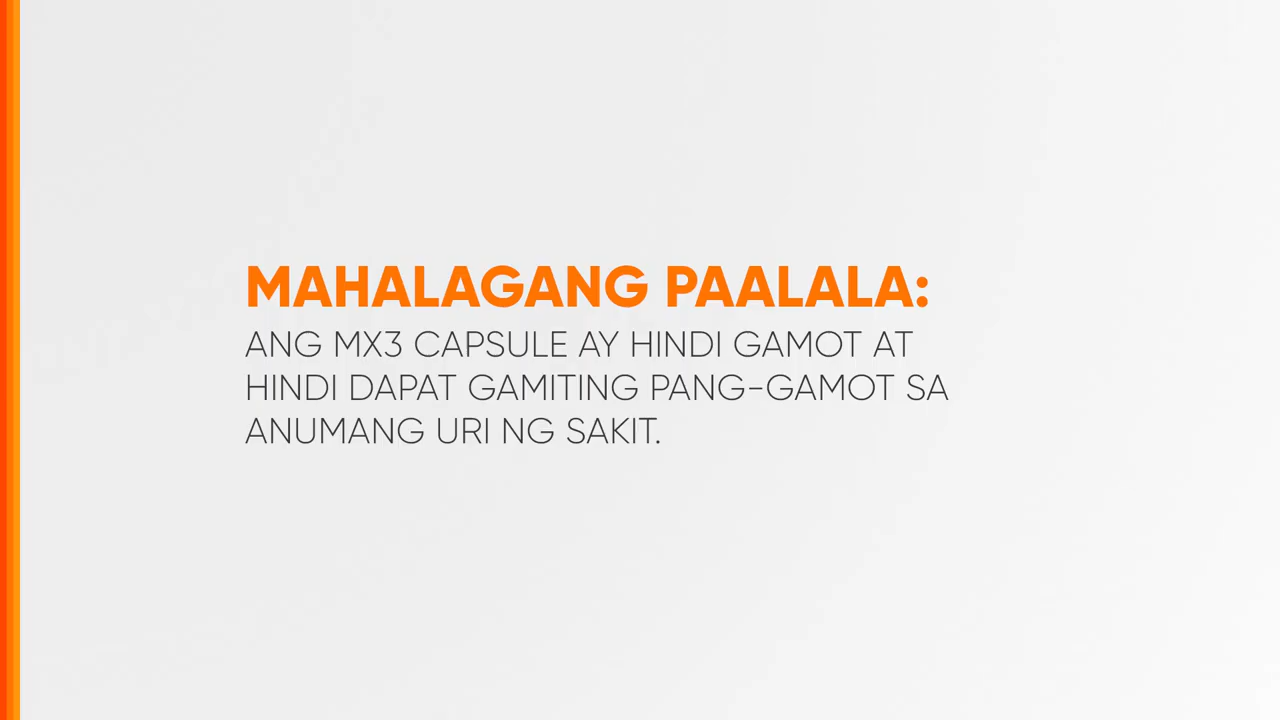 MAHALAGANG PAALALA:
ANG MX3 CAPSULE AY HINDI GAMOT AT
HINDI DAPAT GAMITING PANG-GAMOT SA
ANUMANG URI NG SAKIT.